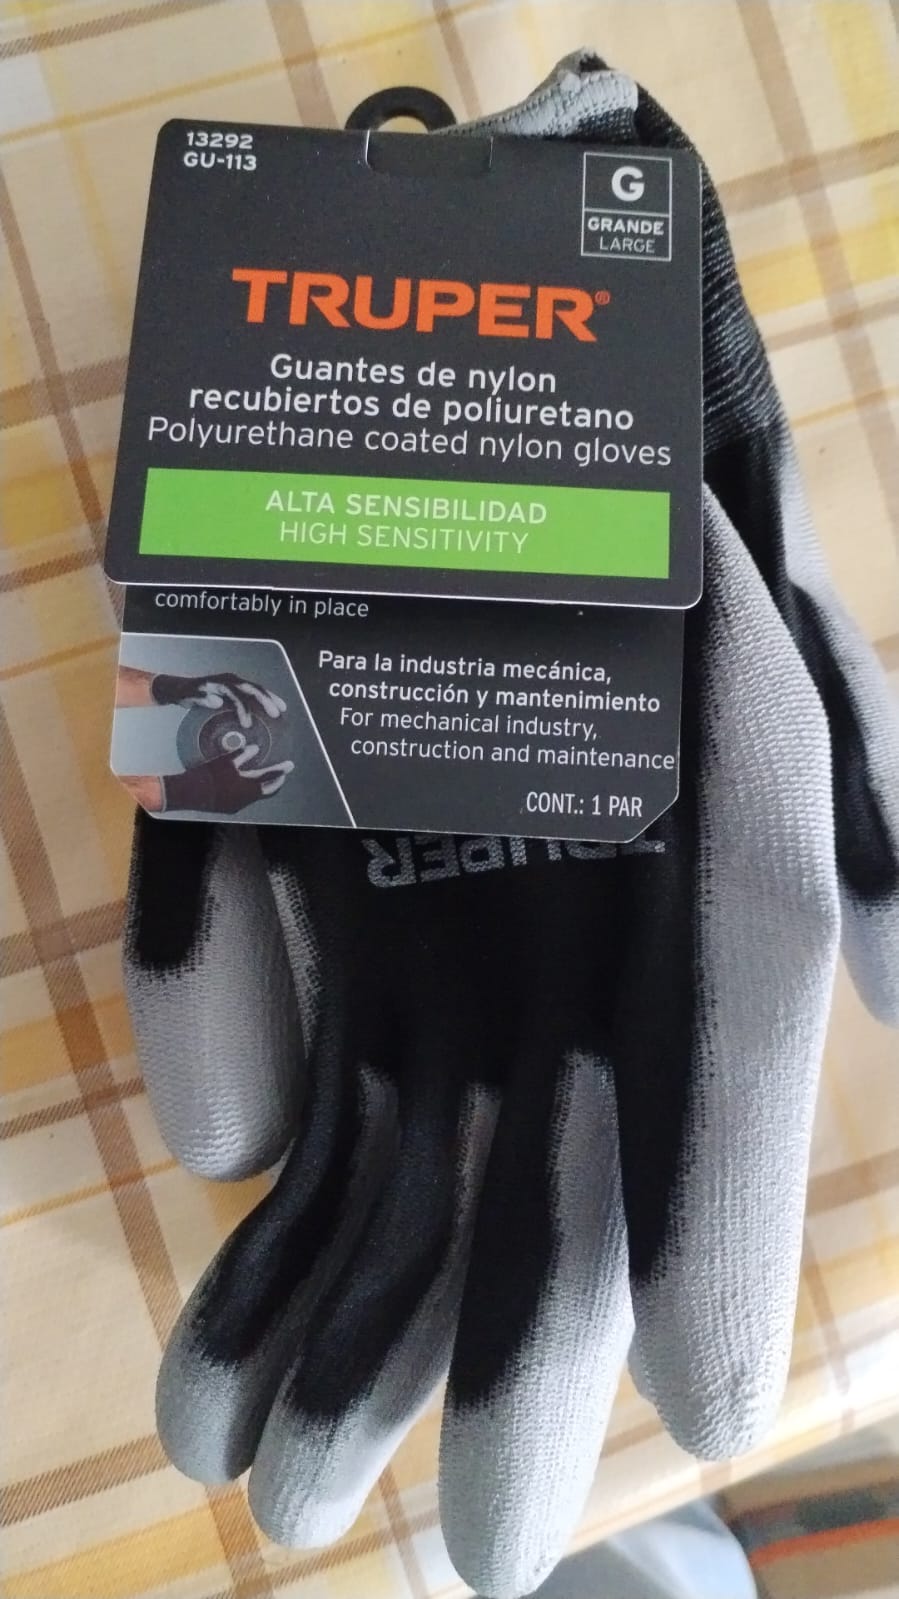 13292
GU-113
G
GRANDE
LARGE
TRUPER®
Guantes de nylon
recubiertos de poliuretano
Polyurethane coated nylon gloves
ALTA SENSIBILIDAD
HIGH SENSITIVITY
comfortably in place
Para la industria mecánica,
construcción y mantenimiento
For mechanical industry,
construction and maintenance
CONT.: 1 PAR
TRUPER